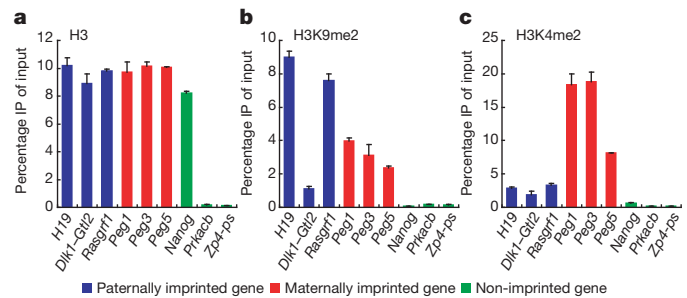 a
H3
Percentage IP of input
12
10
8
6
4
2
0
H19
Dlk1–Gtl2
Rasgrf1
Peg1
Peg3
Peg5
Nanog
Prkacb
Zp4-ps
b
H3K9me2
Percentage IP of input
10
8
6
4
2
0
H19
Dlk1–Gtl2
Rasgrf1
Peg1
Peg3
Peg5
Nanog
Prkacb
Zp4-ps
c
H3K4me2
Percentage IP of input
25
20
15
10
5
0
H19
Dlk1–Gtl2
Rasgrf1
Peg1
Peg3
Peg5
Nanog
Prkacb
Zp4-ps
Paternally imprinted gene
Maternally imprinted gene
Non-imprinted gene